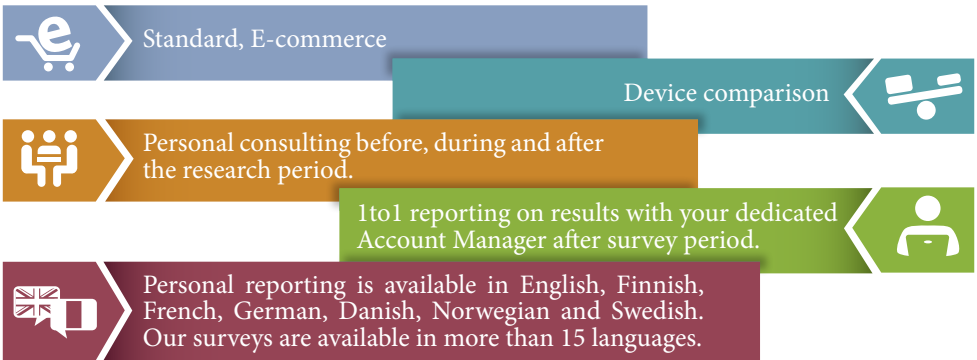 Standard, E-commerce
Device comparison
Personal consulting before, during and after
the research period.
1to1 reporting on results with your dedicated
Account Manager after survey period.
Personal reporting is available in English, Finnish,
French, German, Danish, Norwegian and Swedish.
Our surveys are available in more than 15 languages.